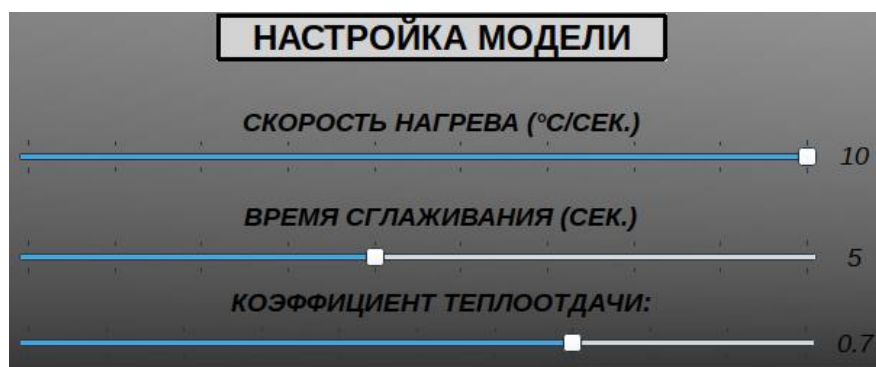 НАСТРОЙКА МОДЕЛИ
СКОРОСТЬ НАГРЕВА (°С/СЕК.)
10
ВРЕМЯ СГЛАЖИВАНИЯ (СЕК.)
5
КОЭФФИЦИЕНТ ТЕПЛООТДАЧИ:
0.7